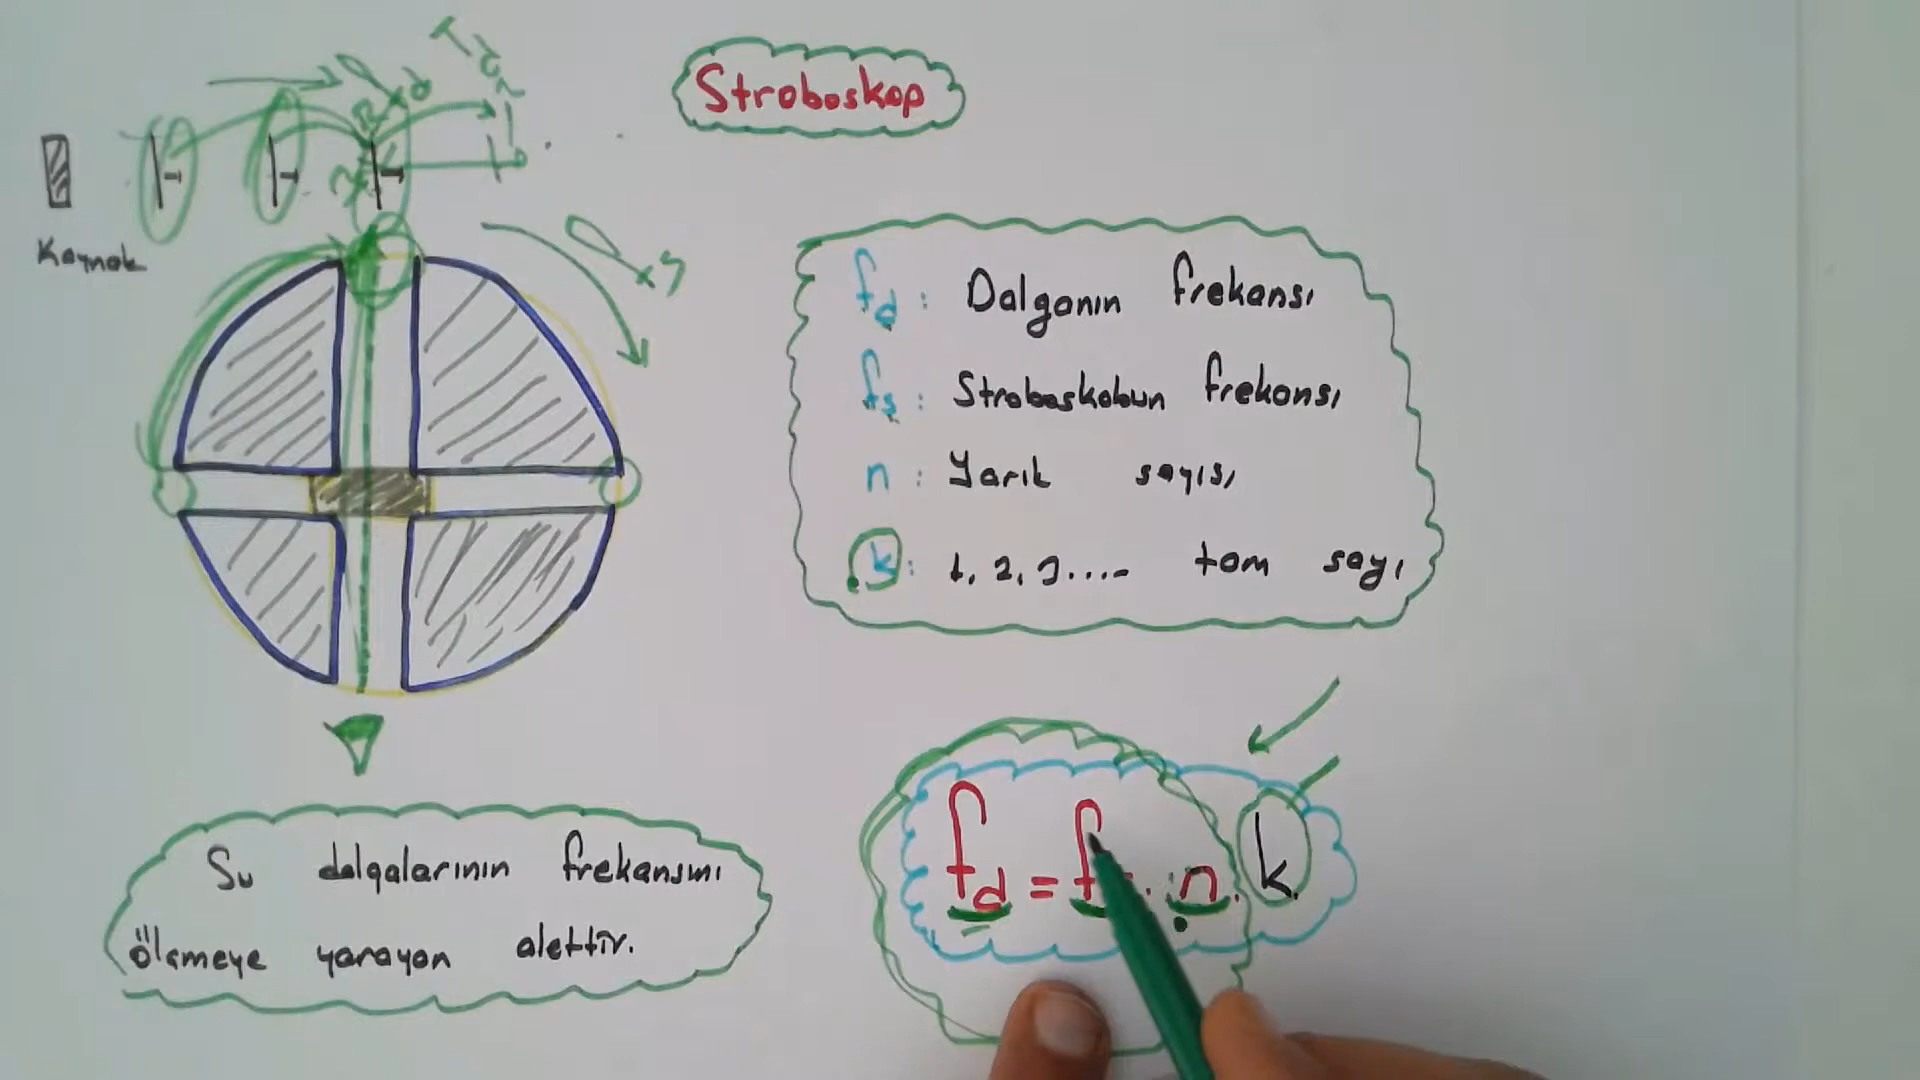 Stroboskop
Kaynak
fd : Dalganın frekansı
fs : Stroboskobun frekansı
n : Yarık sayısı
k : 1, 2, 3.... tam sayı
Su dalgalarının frekansını
ölçmeye yarayan alettir.
fd = f . n . k